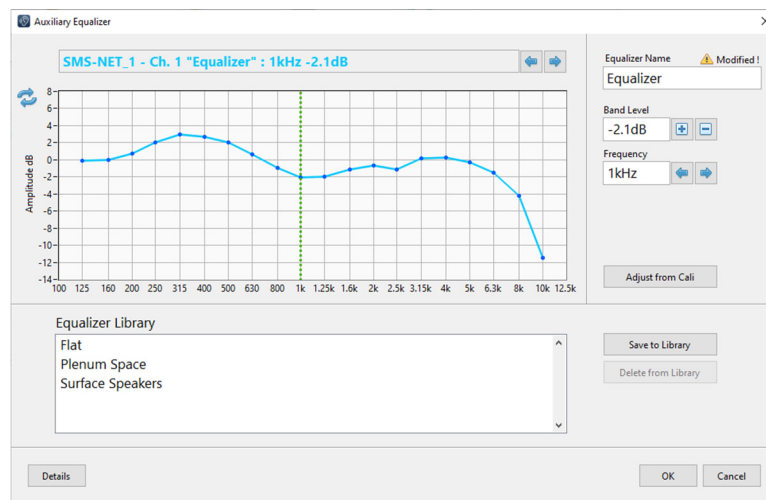 Auxiliary Equalizer
SMS-NET_1 - Ch. 1 "Equalizer" : 1kHz -2.1dB
Equalizer Name
Modified !
Equalizer
Band Level
-2.1dB
Frequency
1kHz
Adjust from Cali
Amplitude dB
8
6
4
2
0
-2
-4
-6
-8
-10
-12
-14
100 125 160 200 250 315 400 500 630 800 1k 1.25k 1.6k 2k 2.5k 3.15k 4k 5k 6.3k 8k 10k 12.5k
Equalizer Library
Flat
Plenum Space
Surface Speakers
Save to Library
Delete from Library
Details
OK
Cancel